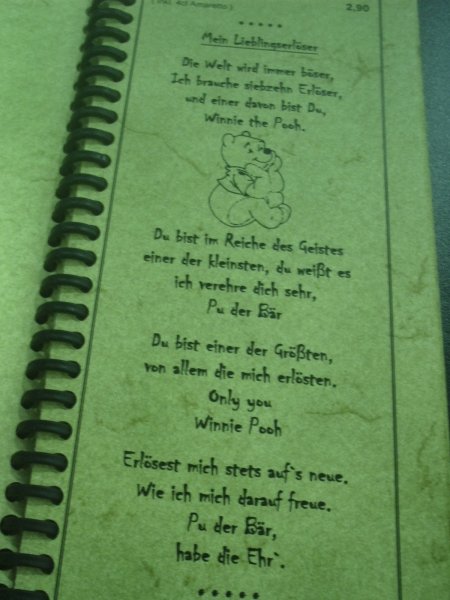 ( inkl. 4cl Amaretto )
2,90
* * * * *
Mein Lieblingserlöser
Die Welt wird immer böser,
Ich brauche siebzehn Erlöser,
und einer davon bist Du,
Winnie the Pooh.
Du bist im Reiche des Geistes
einer der kleinsten, du weißt es
ich verehre dich sehr,
Pu der Bär
Du bist einer der Größten,
von allem die mich erlösten.
Only you
Winnie Pooh
Erlösest mich stets auf`s neue.
Wie ich mich darauf freue.
Pu der Bär,
habe die Ehr`.
* * * * *